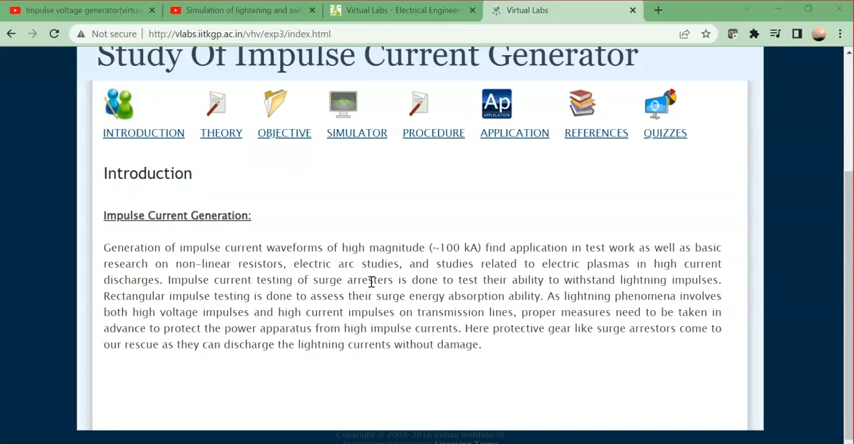 Impulse voltage generator(virtu
Simulation of lightening and swi
Virtual Labs - Electrical Enginee
Virtual Labs
Not secure
http://vlabs.iitkgp.ac.in/vhv/exp3/index.html
Study Of Impulse Current Generator
INTRODUCTION THEORY OBJECTIVE SIMULATOR PROCEDURE APPLICATION REFERENCES QUIZZES
Ap
APPLICATION
Introduction
Impulse Current Generation:
Generation of impulse current waveforms of high magnitude (~100 kA) find application in test work as well as basic
research on non-linear resistors, electric arc studies, and studies related to electric plasmas in high current
discharges. Impulse current testing of surge arresters is done to test their ability to withstand lightning impulses.
Rectangular impulse testing is done to assess their surge energy absorption ability. As lightning phenomena involves
both high voltage impulses and high current impulses on transmission lines, proper measures need to be taken in
advance to protect the power apparatus from high impulse currents. Here protective gear like surge arrestors come to
our rescue as they can discharge the lightning currents without damage.
Copyright © 2003-2016 Indian Institute of